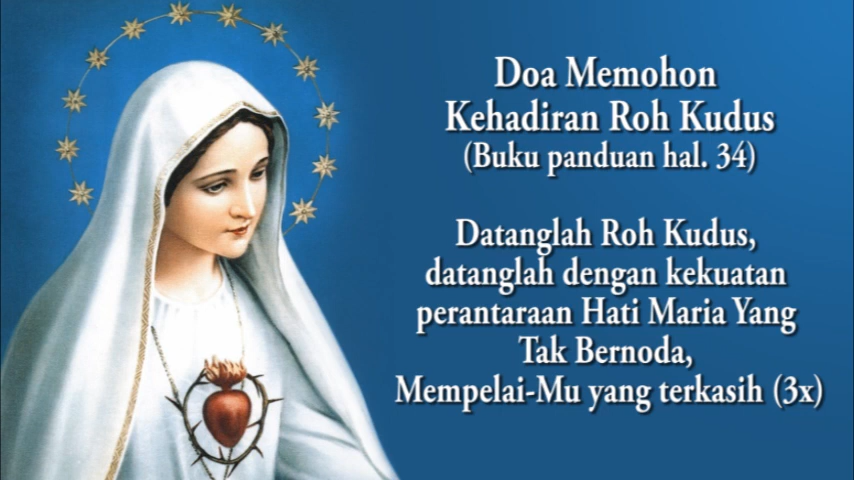 Doa Memohon
Kehadiran Roh Kudus
(Buku panduan hal. 34)
Datanglah Roh Kudus,
datanglah dengan kekuatan
perantaraan Hati Maria Yang
Tak Bernoda,
Mempelai-Mu yang terkasih (3x)